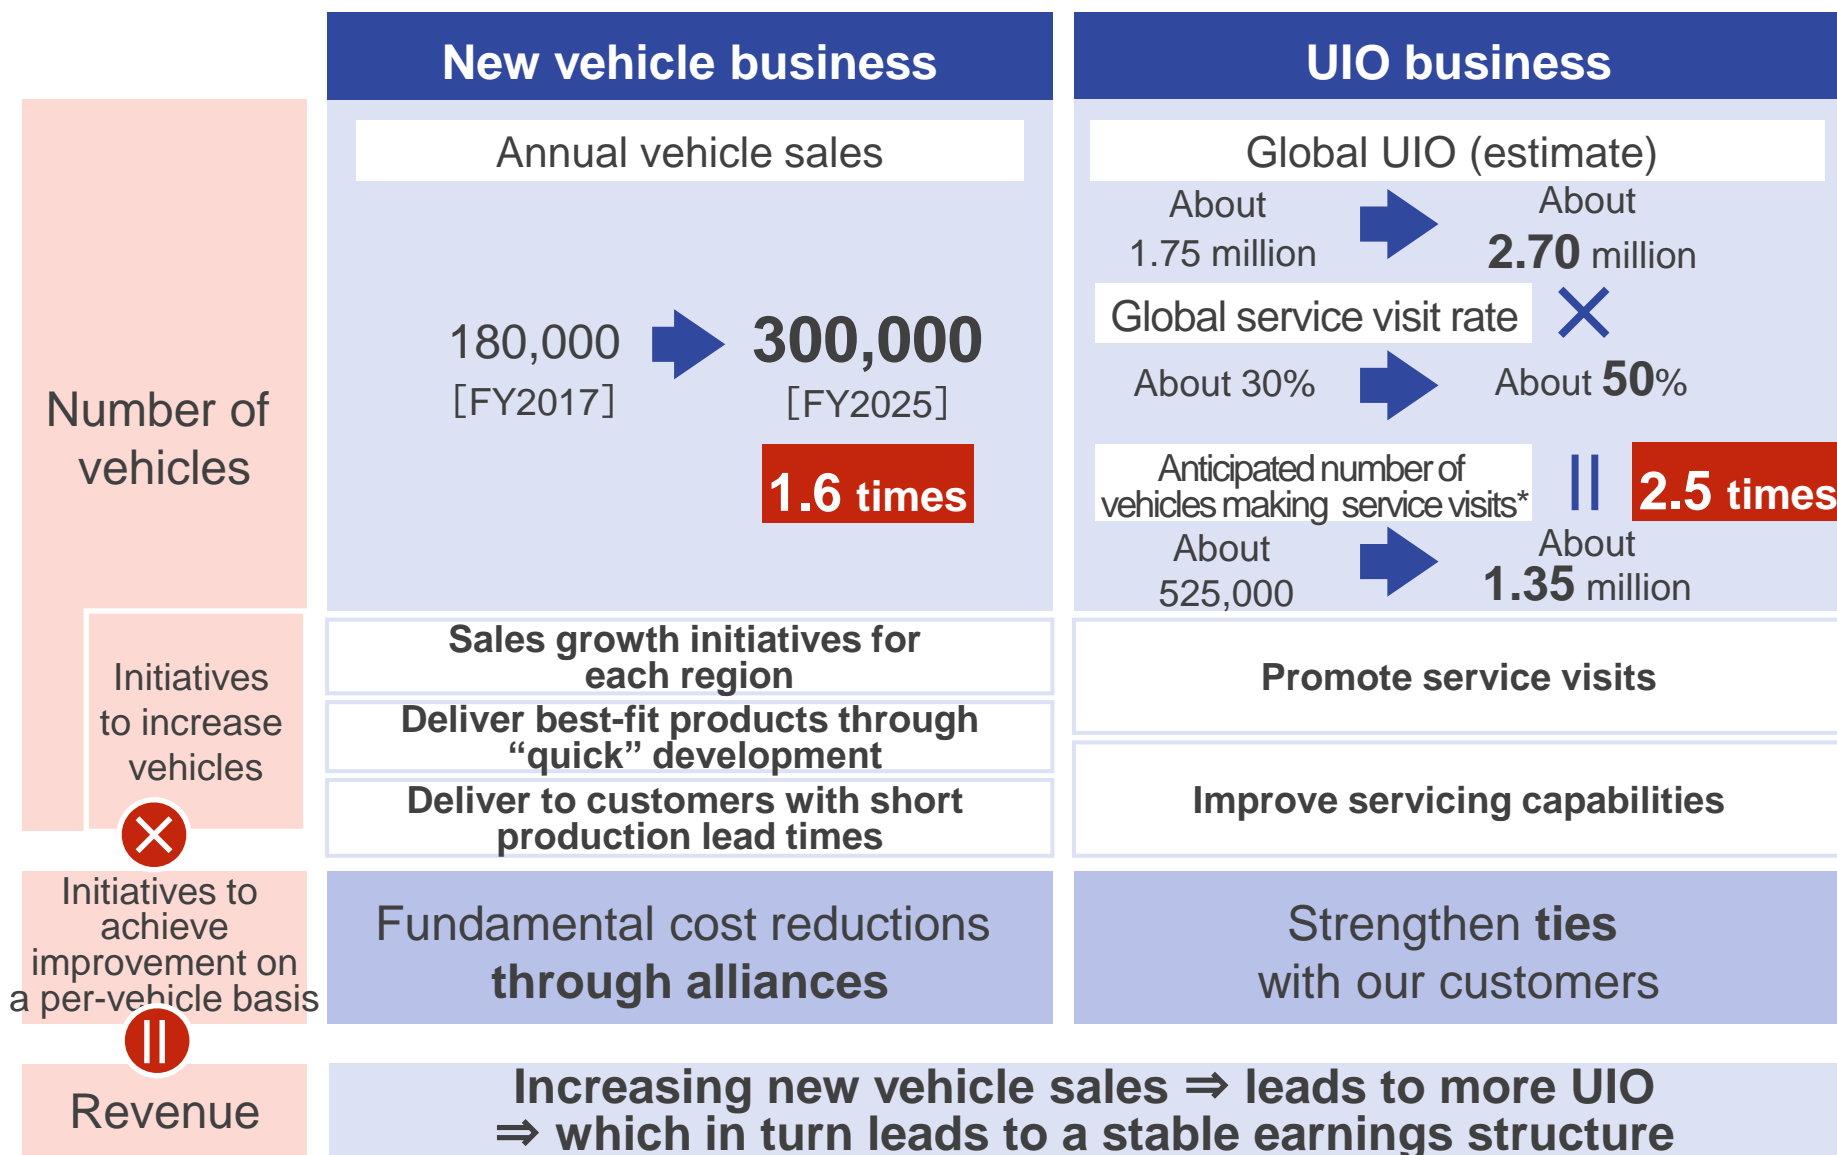 New vehicle business
UIO business
Number of
vehicles
Annual vehicle sales
180,000
[FY2017]
300,000
[FY2025]
1.6 times
Global UIO (estimate)
About
1.75 million
About
2.70 million
Global service visit rate
×
About 30%
About 50%
Anticipated number of
vehicles making service visits*
||
2.5 times
About
525,000
About
1.35 million
Initiatives
to increase
vehicles
Sales growth initiatives for
each region
Deliver best-fit products through
“quick” development
Deliver to customers with short
production lead times
Promote service visits
Improve servicing capabilities
×
Initiatives to
achieve
improvement on
a per-vehicle basis
Fundamental cost reductions
through alliances
Strengthen ties
with our customers
||
Revenue
Increasing new vehicle sales ⇒ leads to more UIO
⇒ which in turn leads to a stable earnings structure